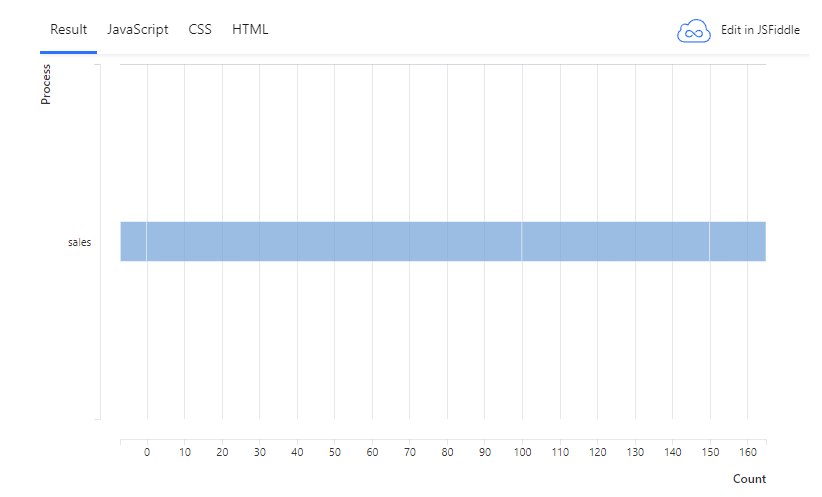 Result JavaScript CSS HTML Edit in JSFiddle
Process
sales
0 10 20 30 40 50 60 70 80 90 100 110 120 130 140 150 160
Count